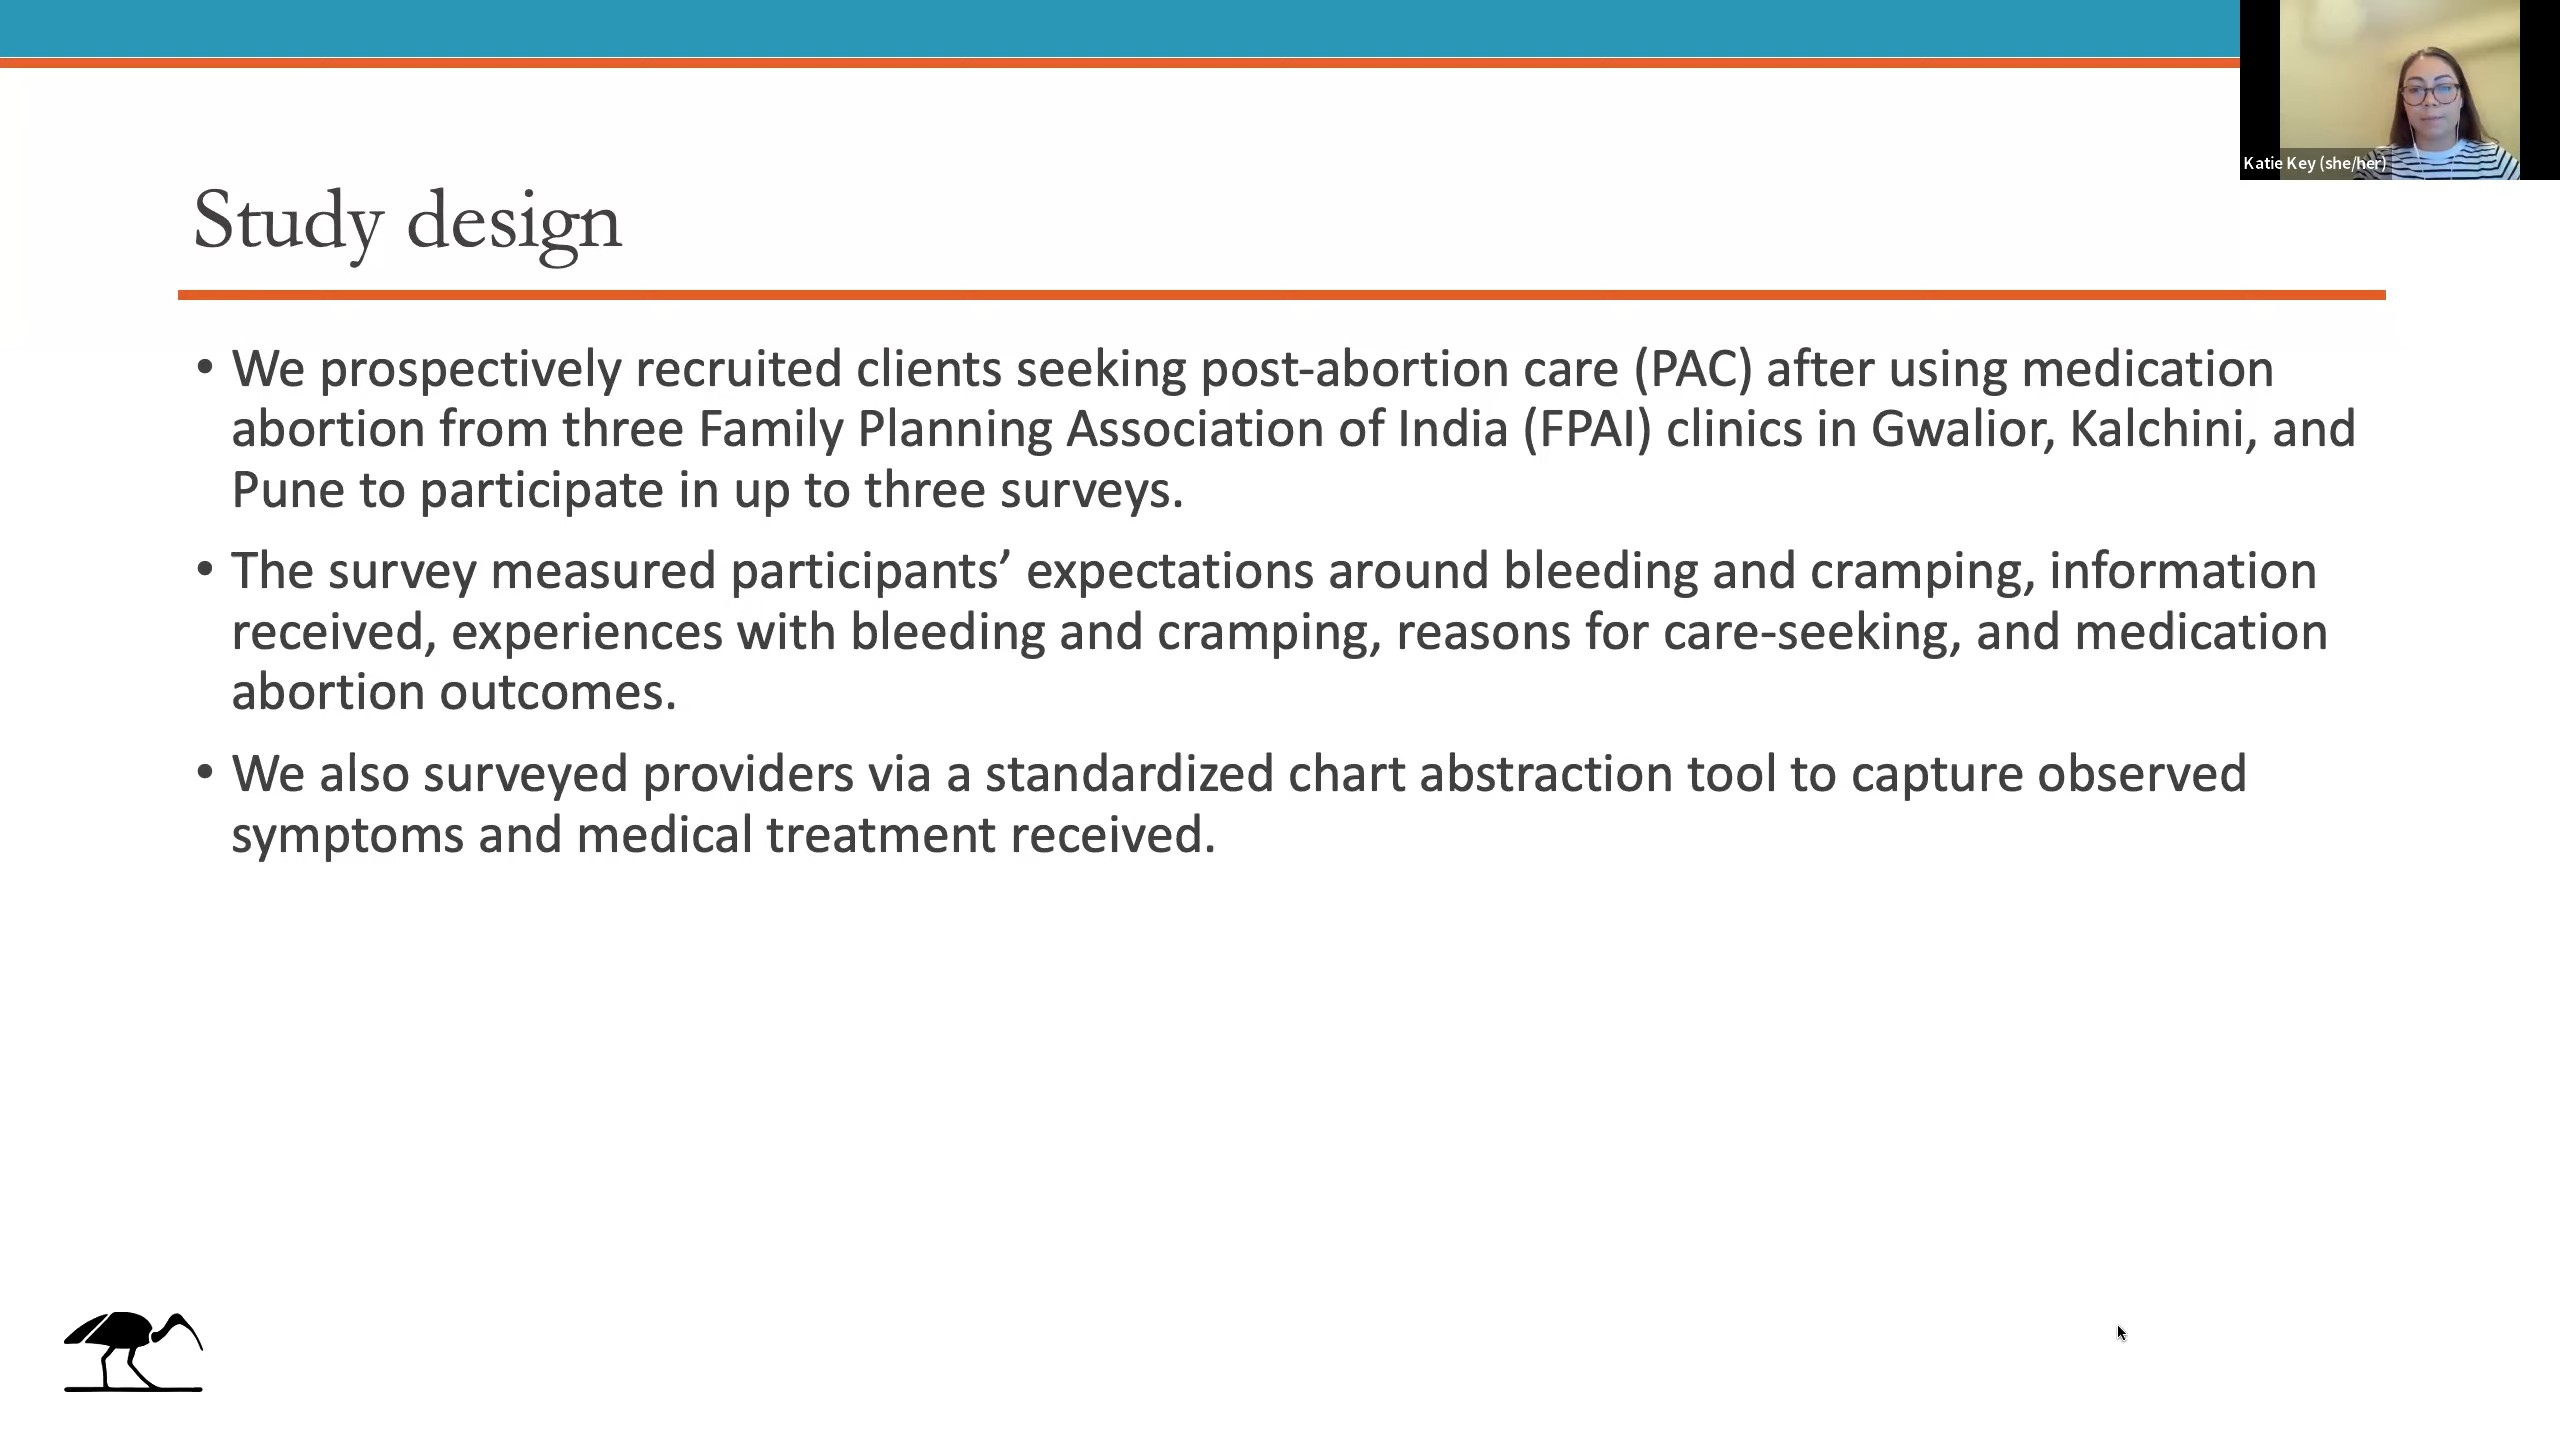 Katie Key (she/her)
Study design
• We prospectively recruited clients seeking post-abortion care (PAC) after using medication
abortion from three Family Planning Association of India (FPAI) clinics in Gwalior, Kalchini, and
Pune to participate in up to three surveys.
• The survey measured participants’ expectations around bleeding and cramping, information
received, experiences with bleeding and cramping, reasons for care-seeking, and medication
abortion outcomes.
• We also surveyed providers via a standardized chart abstraction tool to capture observed
symptoms and medical treatment received.